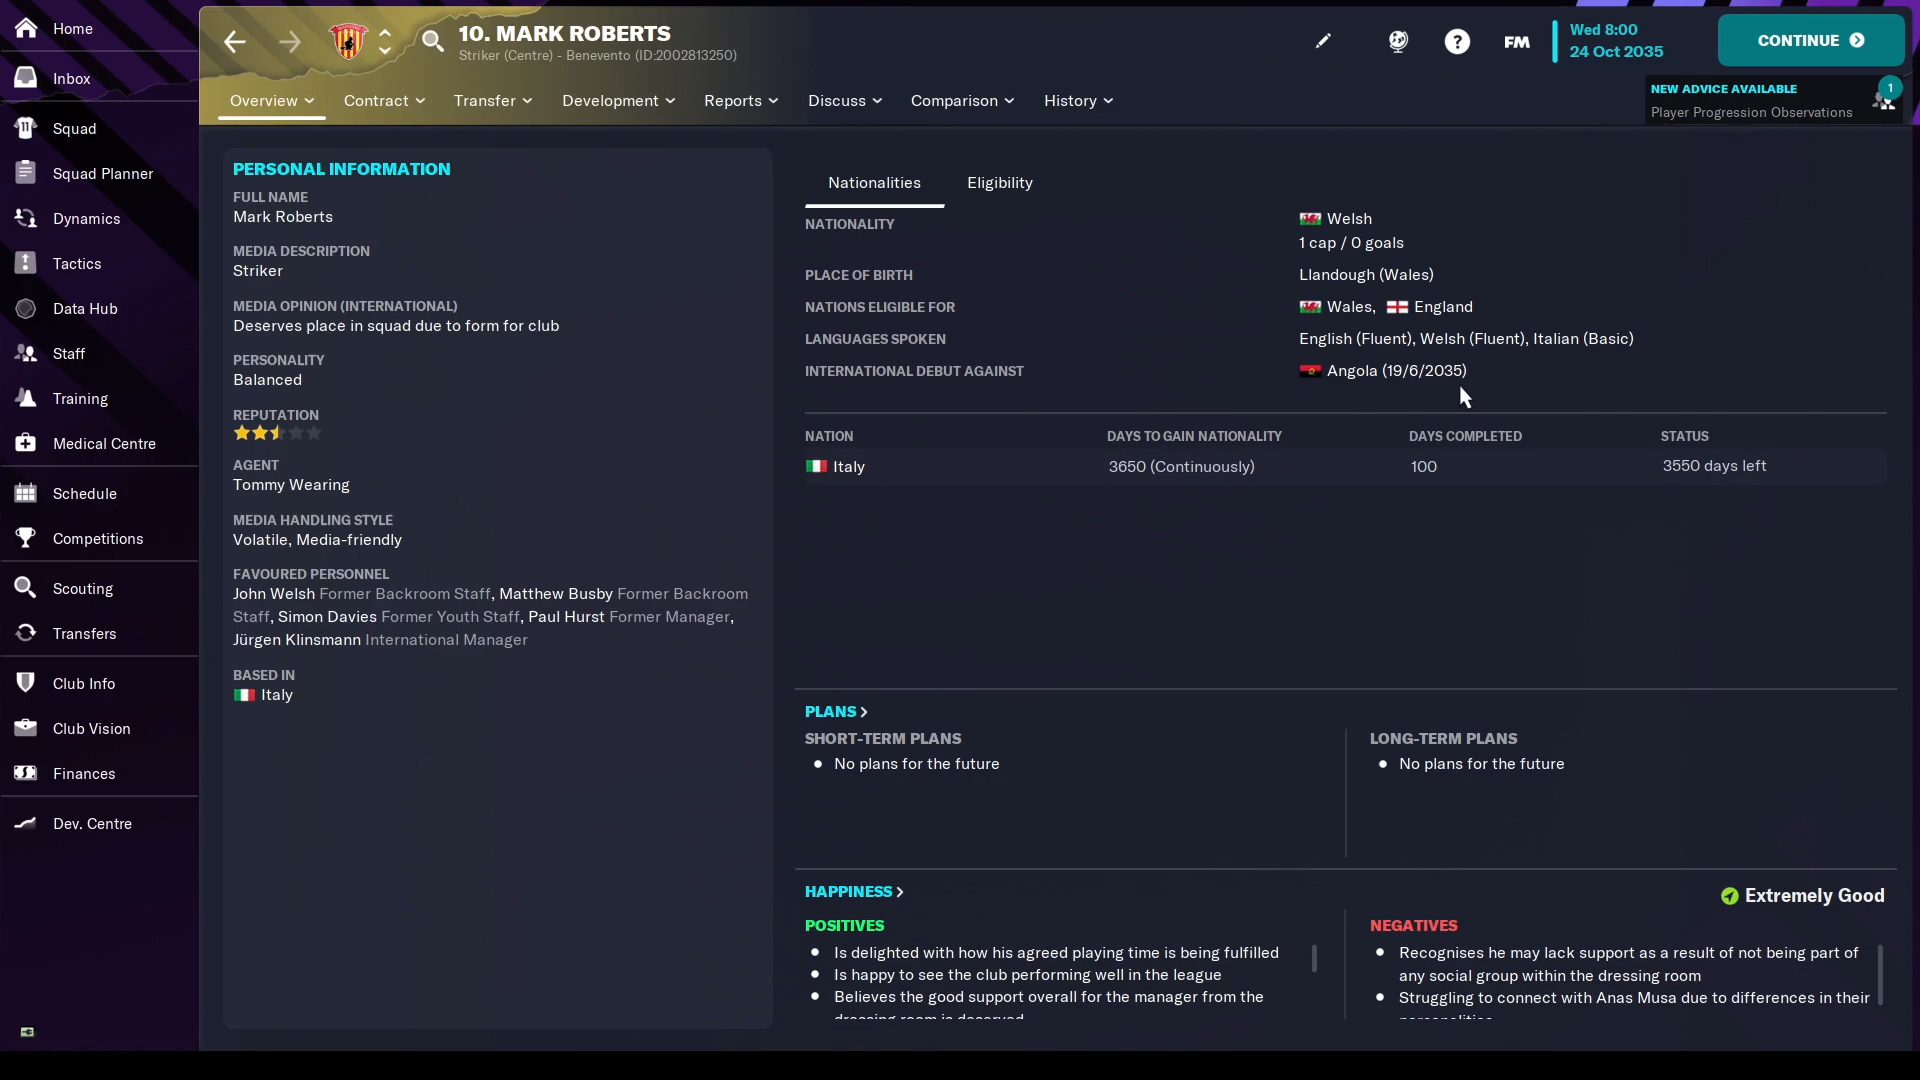 Home
Inbox
Squad
Squad Planner
Dynamics
Tactics
Data Hub
Staff
Training
Medical Centre
Schedule
Competitions
Scouting
Transfers
Club Info
Club Vision
Finances
Dev. Centre
10. MARK ROBERTS
Striker (Centre) - Benevento (ID:2002813250)
?
FM
Wed 8:00
24 Oct 2035
CONTINUE
Overview
Contract
Transfer
Development
Reports
Discuss
Comparison
History
NEW ADVICE AVAILABLE
1
Player Progression Observations
PERSONAL INFORMATION
FULL NAME
Mark Roberts
MEDIA DESCRIPTION
Striker
MEDIA OPINION (INTERNATIONAL)
Deserves place in squad due to form for club
PERSONALITY
Balanced
REPUTATION
AGENT
Tommy Wearing
MEDIA HANDLING STYLE
Volatile, Media-friendly
FAVOURED PERSONNEL
John Welsh Former Backroom Staff, Matthew Busby Former Backroom
Staff, Simon Davies Former Youth Staff, Paul Hurst Former Manager,
Jürgen Klinsmann International Manager
BASED IN
Italy
Nationalities
Eligibility
NATIONALITY
Welsh
1 cap / 0 goals
PLACE OF BIRTH
Llandough (Wales)
NATIONS ELIGIBLE FOR
Wales, England
LANGUAGES SPOKEN
English (Fluent), Welsh (Fluent), Italian (Basic)
INTERNATIONAL DEBUT AGAINST
Angola (19/6/2035)
NATION DAYS TO GAIN NATIONALITY DAYS COMPLETED STATUS
Italy 3650 (Continuously) 100 3550 days left
PLANS
SHORT-TERM PLANS
No plans for the future
LONG-TERM PLANS
No plans for the future
HAPPINESS
Extremely Good
POSITIVES
Is delighted with how his agreed playing time is being fulfilled
Is happy to see the club performing well in the league
Believes the good support overall for the manager from the
dressing room is deserved
NEGATIVES
Recognises he may lack support as a result of not being part of
any social group within the dressing room
Struggling to connect with Anas Musa due to differences in their
personalities